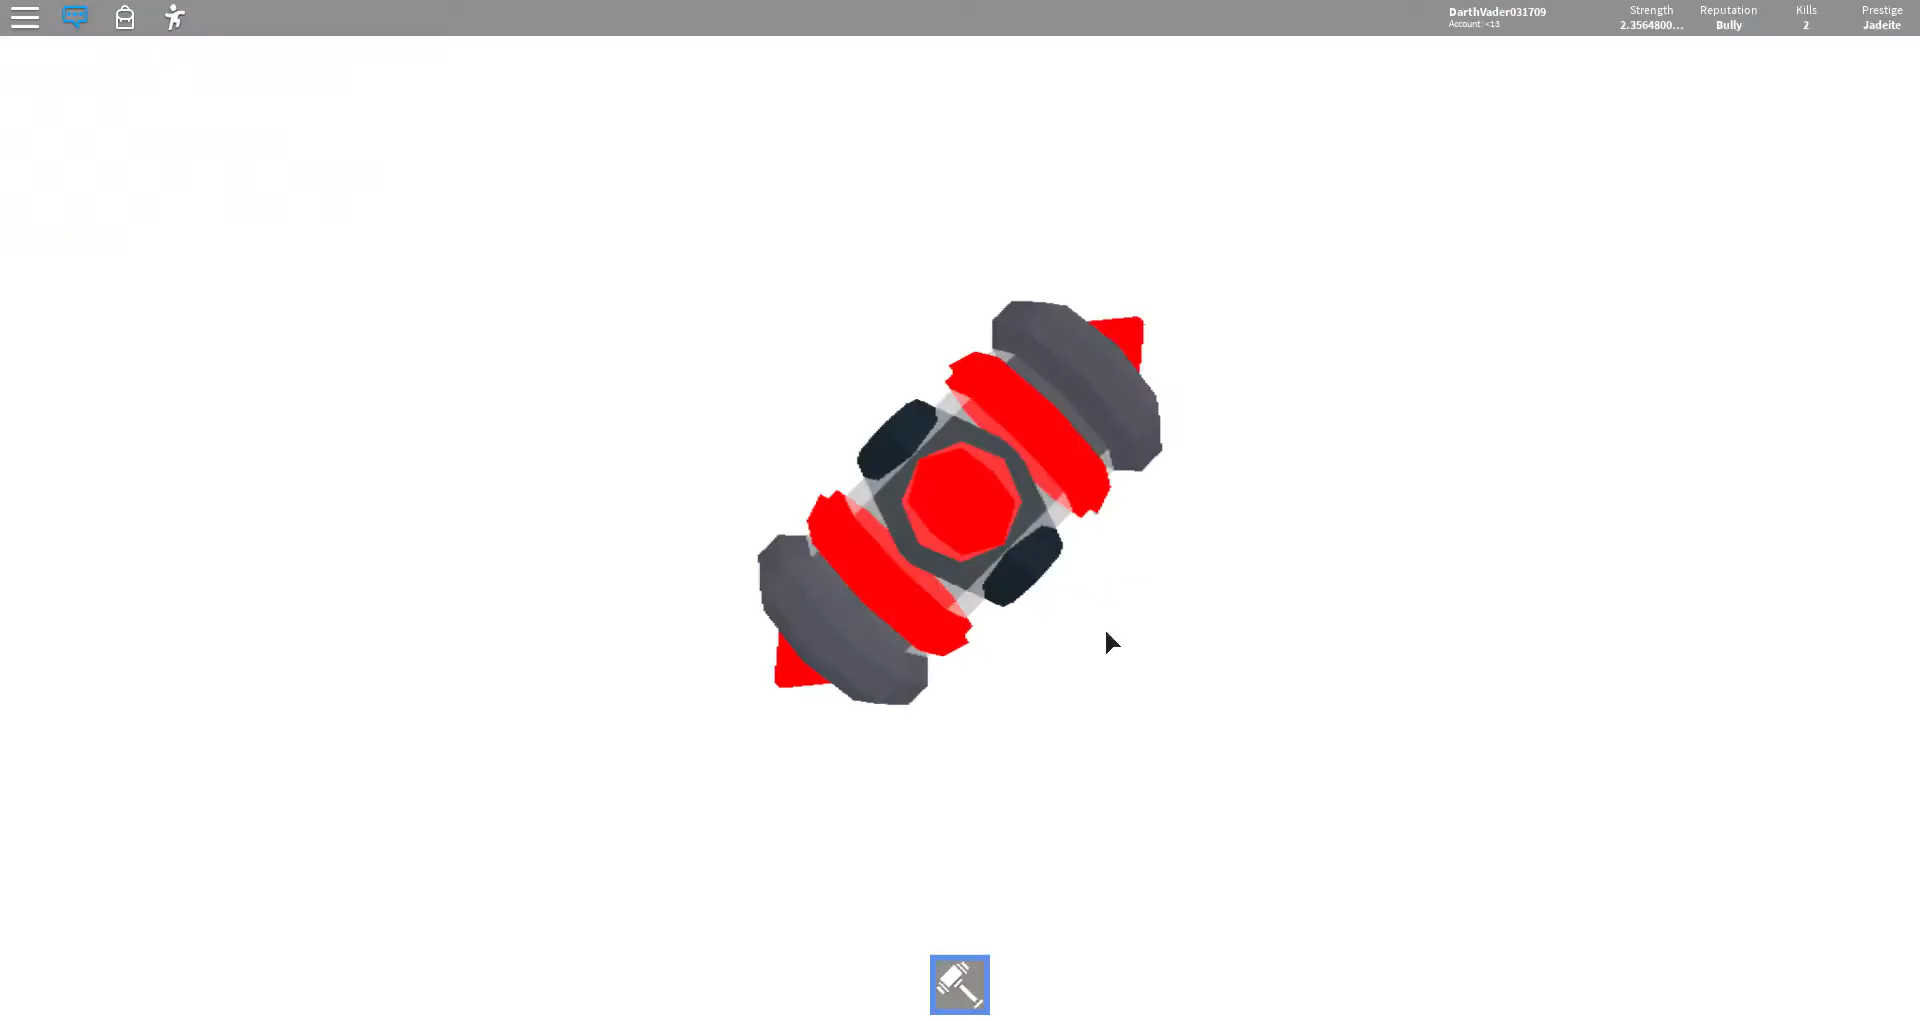 DarthVader031709
Account: <13
Strength
2.3564800...
Reputation
Bully
Kills
2
Prestige
Jadeite